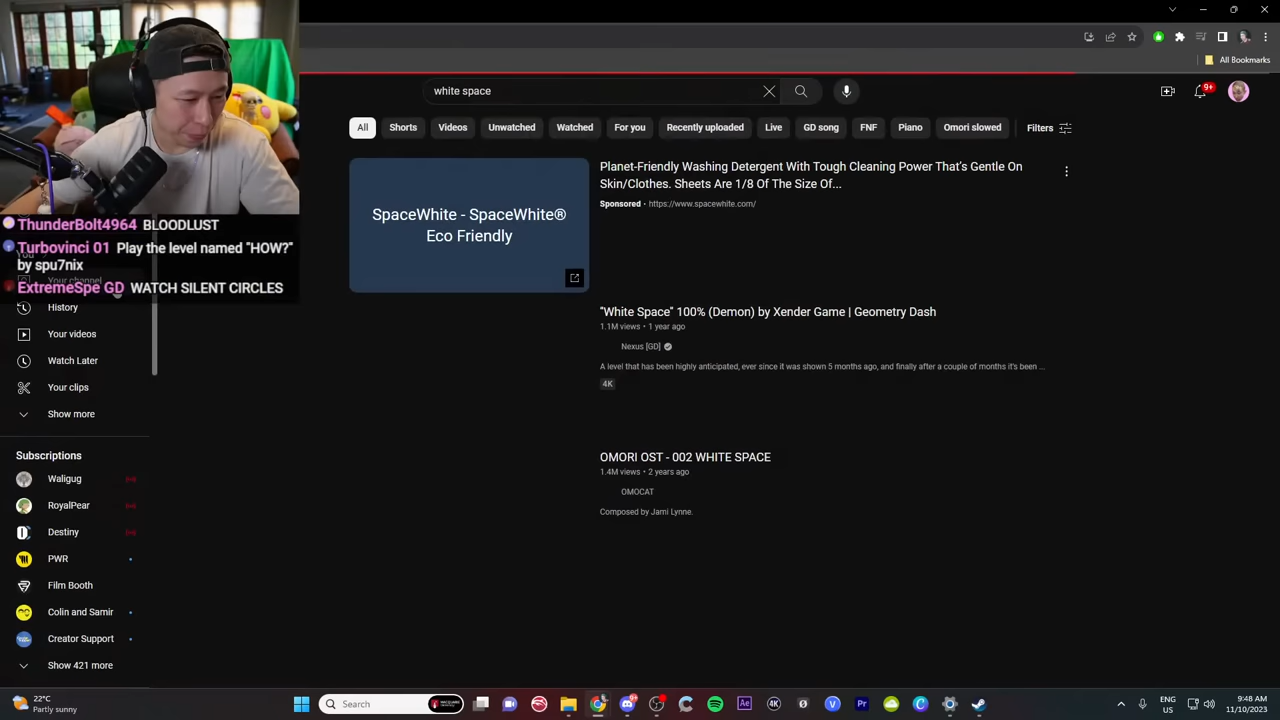 All Bookmarks
white space
9+
All
Shorts
Videos
Unwatched
Watched
For you
Recently uploaded
Live
GD song
FNF
Piano
Omori slowed
Filters
SpaceWhite - SpaceWhite®
Eco Friendly
Planet-Friendly Washing Detergent With Tough Cleaning Power That's Gentle On
Skin/Clothes. Sheets Are 1/8 Of The Size Of...
Sponsored • https://www.spacewhite.com/
"White Space" 100% (Demon) by Xender Game | Geometry Dash
1.1M views • 1 year ago
Nexus [GD]
A level that has been highly anticipated, ever since it was shown 5 months ago, and finally after a couple of months it's been ...
4K
OMORI OST - 002 WHITE SPACE
1.4M views • 2 years ago
OMOCAT
Composed by Jami Lynne.
ThunderBolt4964 BLOODLUST
Turbovinci 01 Play the level named "HOW?"
by spu7nix
ExtremeSpe GD WATCH SILENT CIRCLES
You
Your channel
History
Your videos
Watch Later
Your clips
Show more
Subscriptions
Waligug
RoyalPear
Destiny
PWR
Film Booth
Colin and Samir
Creator Support
Show 421 more
22°C
Partly sunny
Search
9+
Ae
Pr
ENG
US
9:48 AM
11/10/2023